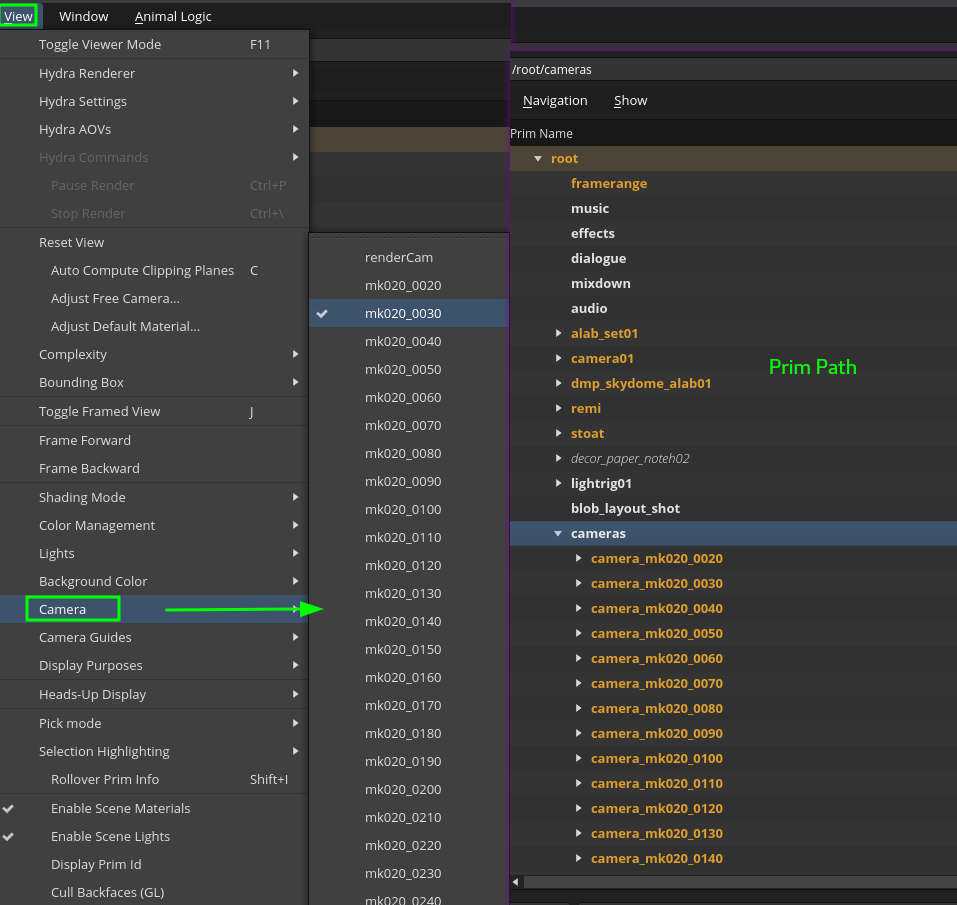 View Window Animal Logic
Toggle Viewer Mode F11
Hydra Renderer
Hydra Settings
Hydra AOVs
Hydra Commands
Pause Render Ctrl+P
Stop Render Ctrl+\
Reset View
Auto Compute Clipping Planes C
Adjust Free Camera...
Adjust Default Material...
Complexity
Bounding Box
Toggle Framed View J
Frame Forward
Frame Backward
Shading Mode
Color Management
Lights
Background Color
Camera
Camera Guides
Display Purposes
Heads-Up Display
Pick mode
Selection Highlighting
Rollover Prim Info Shift+I
Enable Scene Materials
Enable Scene Lights
Display Prim Id
Cull Backfaces (GL)
renderCam
mk020_0020
mk020_0030
mk020_0040
mk020_0050
mk020_0060
mk020_0070
mk020_0080
mk020_0090
mk020_0100
mk020_0110
mk020_0120
mk020_0130
mk020_0140
mk020_0150
mk020_0160
mk020_0170
mk020_0180
mk020_0190
mk020_0200
mk020_0210
mk020_0220
mk020_0230
mk020_0240
/root/cameras
Navigation Show
Prim Name
root
framerange
music
effects
dialogue
mixdown
audio
alab_set01
camera01
Prim Path
dmp_skydome_alab01
remi
stoat
decor_paper_noteh02
lightrig01
blob_layout_shot
cameras
camera_mk020_0020
camera_mk020_0030
camera_mk020_0040
camera_mk020_0050
camera_mk020_0060
camera_mk020_0070
camera_mk020_0080
camera_mk020_0090
camera_mk020_0100
camera_mk020_0110
camera_mk020_0120
camera_mk020_0130
camera_mk020_0140